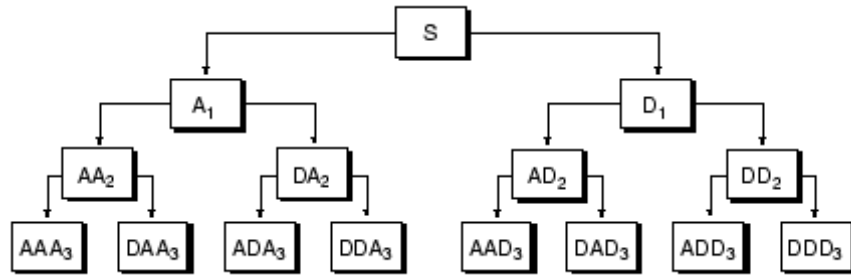 S
A₁ D₁
AA₂ DA₂ AD₂ DD₂
AAA₃ DAA₃ ADA₃ DDA₃ AAD₃ DAD₃ ADD₃ DDD₃